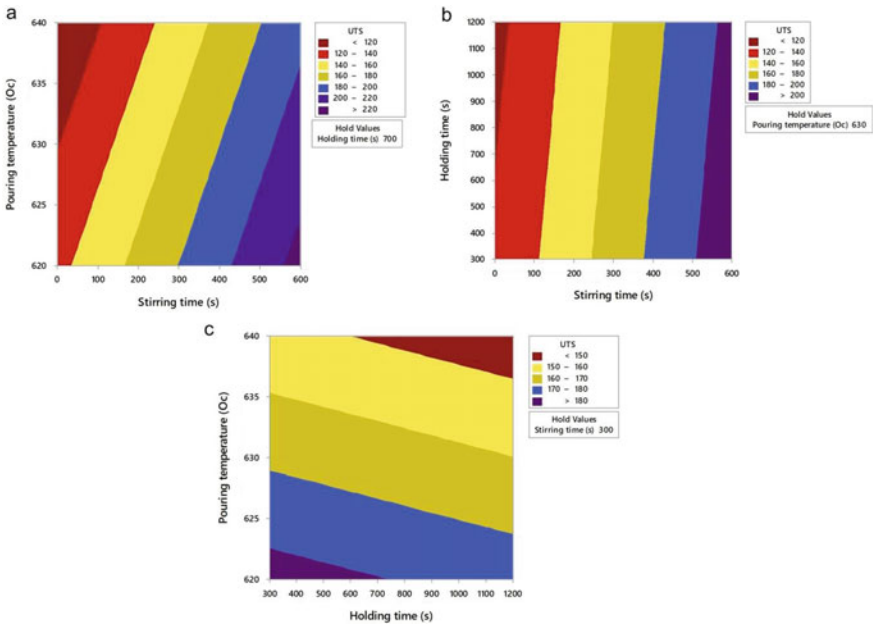 a
640
635
630
625
620
Pouring temperature (Oc)
0 100 200 300 400 500 600
Stirring time (s)
UTS
< 120
120 – 140
140 – 160
160 – 180
180 – 200
200 – 220
> 220
Hold Values
Holding time (s) 700
b
1200
1100
1000
900
800
700
600
500
400
300
Holding time (s)
0 100 200 300 400 500 600
Stirring time (s)
UTS
< 120
120 – 140
140 – 160
160 – 180
180 – 200
> 200
Hold Values
Pouring temperature (Oc) 630
c
640
635
630
625
620
Pouring temperature (Oc)
300 400 500 600 700 800 900 1000 1100 1200
Holding time (s)
UTS
< 150
150 – 160
160 – 170
170 – 180
> 180
Hold Values
Stirring time (s) 300